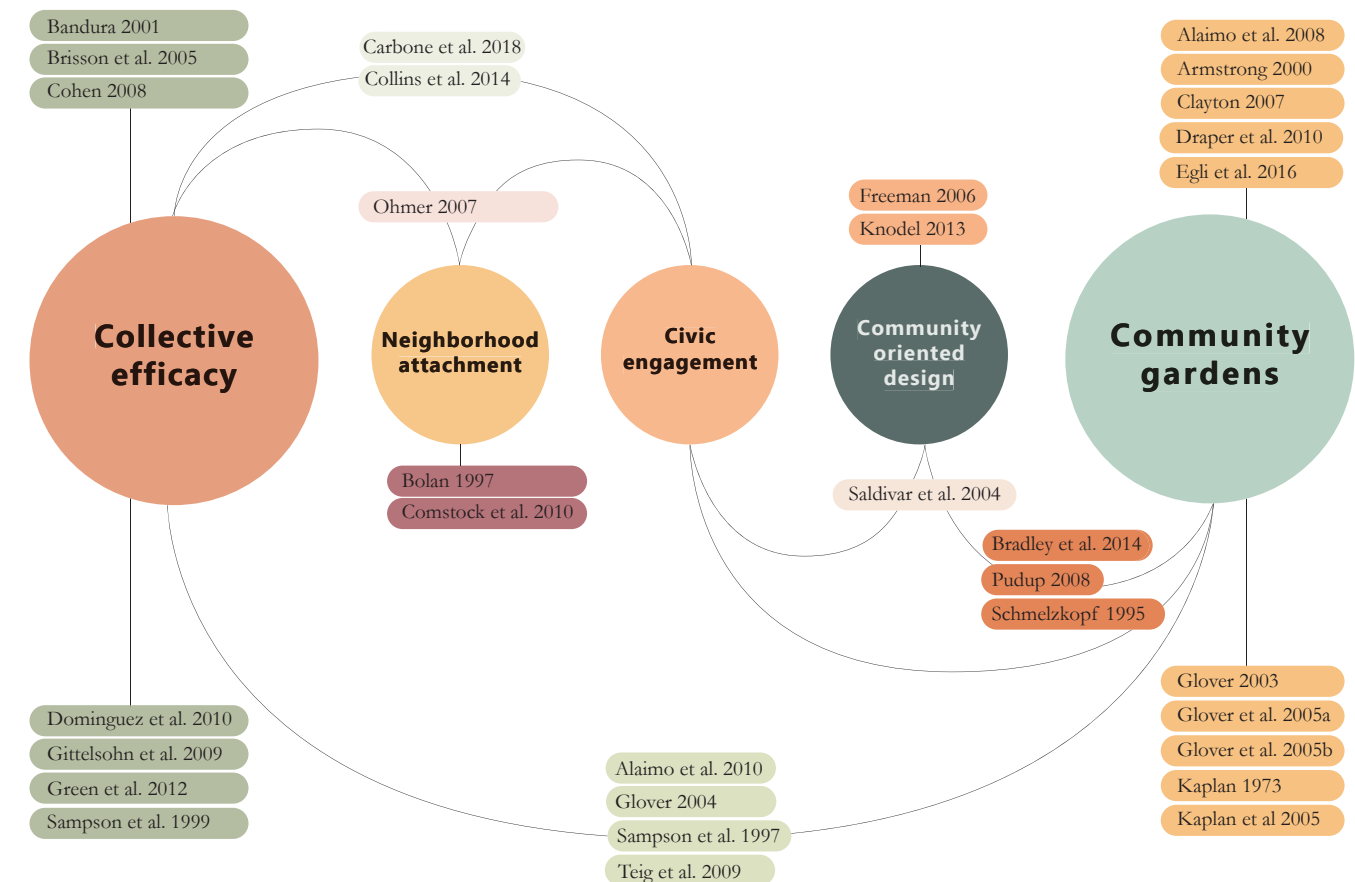 Bandura 2001
Brisson et al. 2005
Cohen 2008
Carbone et al. 2018
Collins et al. 2014
Alaimo et al. 2008
Armstrong 2000
Clayton 2007
Draper et al. 2010
Egli et al. 2016
Ohmer 2007
Freeman 2006
Knodel 2013
Collective
efficacy
Neighborhood
attachment
Civic
engagement
Community
oriented
design
Community
gardens
Bolan 1997
Comstock et al. 2010
Saldivar et al. 2004
Bradley et al. 2014
Pudup 2008
Schmelzkopf 1995
Dominguez et al. 2010
Gittelsohn et al. 2009
Green et al. 2012
Sampson et al. 1999
Alaimo et al. 2010
Glover 2004
Sampson et al. 1997
Teig et al. 2009
Glover 2003
Glover et al. 2005a
Glover et al. 2005b
Kaplan 1973
Kaplan et al 2005